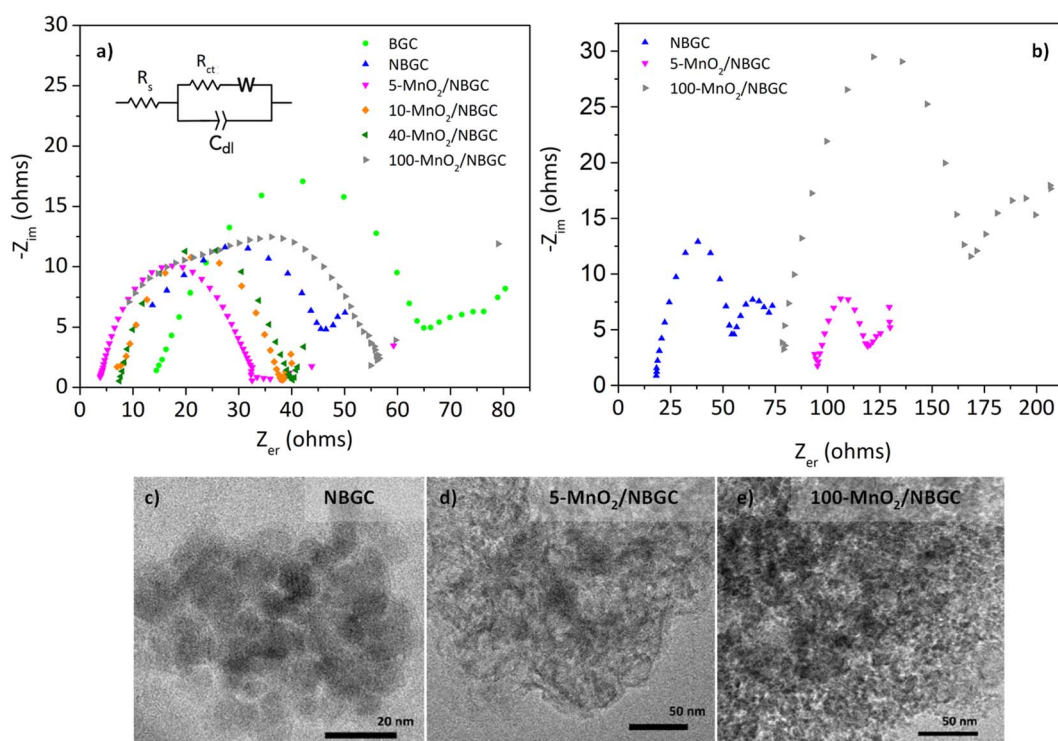 a)
BGC
NBGC
5-MnO₂/NBGC
10-MnO₂/NBGC
40-MnO₂/NBGC
100-MnO₂/NBGC
Rₛ
R_ct
W
C_dl
-Z_im (ohms)
30
25
20
15
10
5
0
0 10 20 30 40 50 60 70 80
Z_er (ohms)
b)
NBGC
5-MnO₂/NBGC
100-MnO₂/NBGC
-Z_im (ohms)
30
25
20
15
10
5
0
0 25 50 75 100 125 150 175 200
Z_er (ohms)
c) NBGC
20 nm
d) 5-MnO₂/NBGC
50 nm
e) 100-MnO₂/NBGC
50 nm